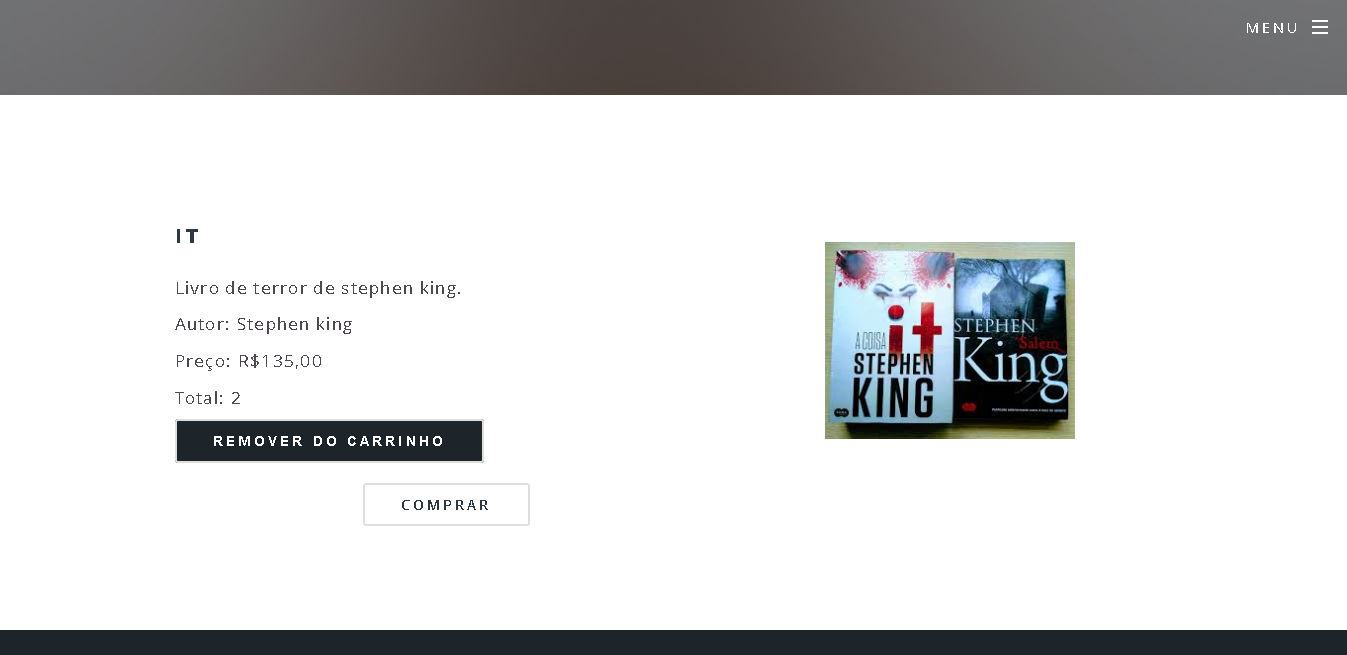 MENU
IT
Livro de terror de stephen king.
Autor: Stephen king
Preço: R$135,00
Total: 2
REMOVER DO CARRINHO
COMPRAR
A COISA
it
STEPHEN
KING
STEPHEN
Salem
King